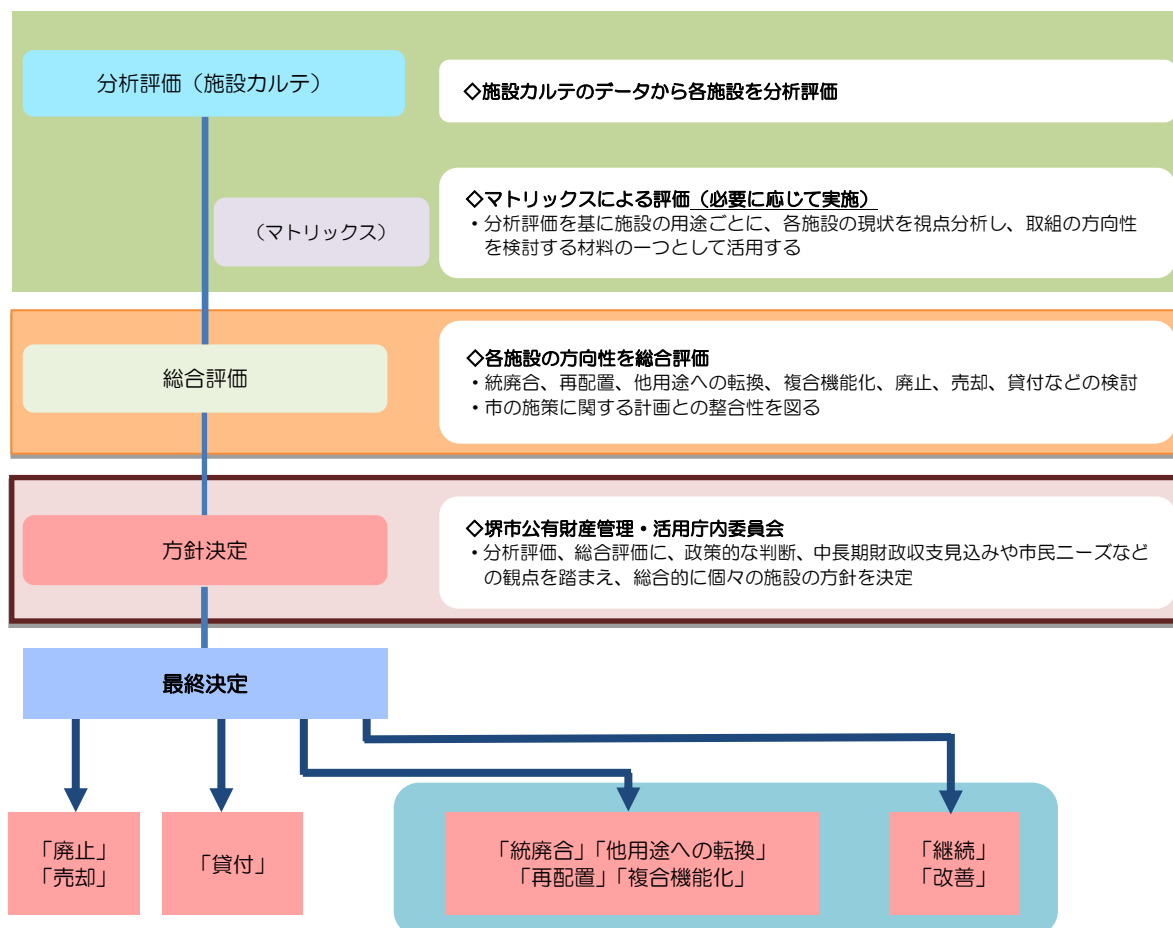 分析評価（施設カルテ）
◇施設カルテのデータから各施設を分析評価
（マトリックス）
◇マトリックスによる評価（必要に応じて実施）
・分析評価を基に施設の用途ごとに、各施設の現状を視点分析し、取組の方向性
を検討する材料の一つとして活用する
総合評価
◇各施設の方向性を総合評価
・統廃合、再配置、他用途への転換、複合機能化、廃止、売却、貸付などの検討
・市の施策に関する計画との整合性を図る
方針決定
◇堺市公有財産管理・活用庁内委員会
・分析評価、総合評価に、政策的な判断、中長期財政収支見込みや市民ニーズなど
の観点を踏まえ、総合的に個々の施設の方針を決定
最終決定
「廃止」
「売却」
「貸付」
「統廃合」「他用途への転換」
「再配置」「複合機能化」
「継続」
「改善」